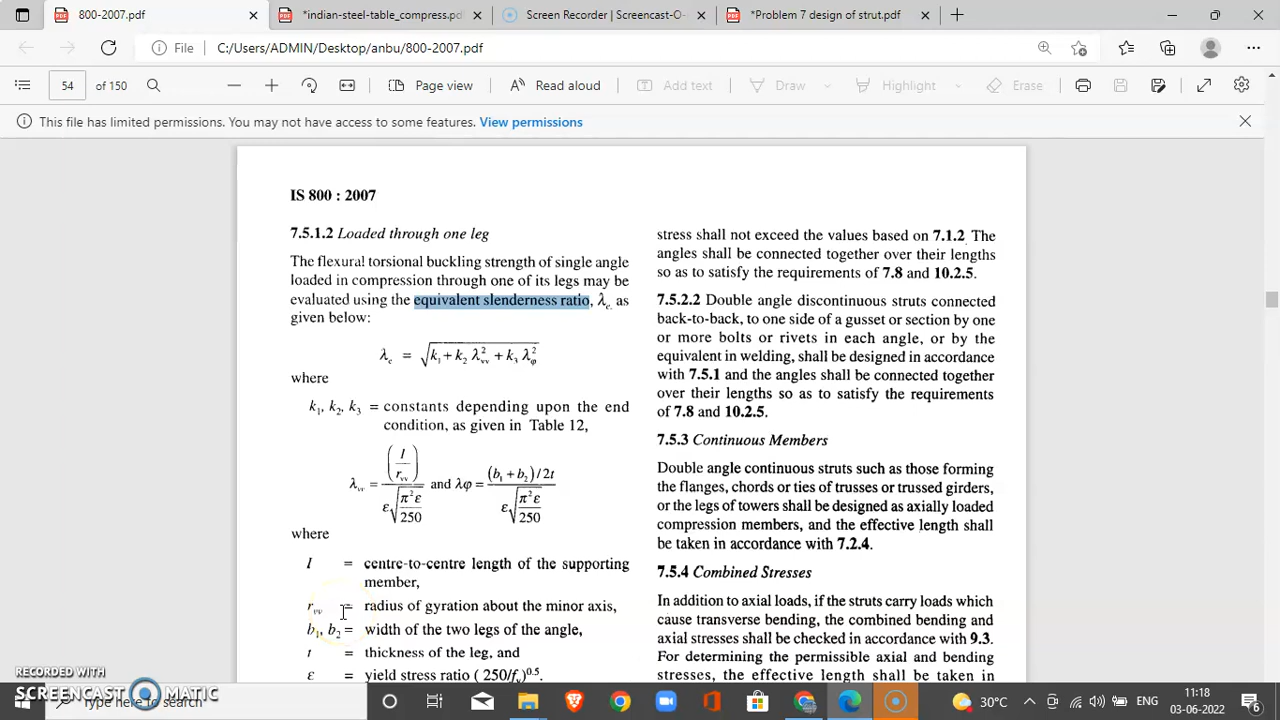 800-2007.pdf
*indian-steel-table_compress.pd
Screen Recorder | Screencast-O-
*Problem 7 design of strut.pdf
File
C:/Users/ADMIN/Desktop/anbu/800-2007.pdf
54 of 150
Page view
Read aloud
Add text
Draw
Highlight
Erase
This file has limited permissions. You may not have access to some features. View permissions
IS 800 : 2007
7.5.1.2 Loaded through one leg
The flexural torsional buckling strength of single angle
loaded in compression through one of its legs may be
evaluated using the equivalent slenderness ratio, λe, as
given below:
λe = √k1 + k2 λ²vv + k3 λ²φ
where
k1, k2, k3 = constants depending upon the end
condition, as given in Table 12,
λvv = (l/rvv) / ε√(π²ε/250) and λφ = (b1 + b2)/2t / ε√(π²ε/250)
where
l = centre-to-centre length of the supporting
member,
rvv = radius of gyration about the minor axis,
b1, b2 = width of the two legs of the angle,
t = thickness of the leg, and
ε = yield stress ratio ( 250/fy)0.5.
stress shall not exceed the values based on 7.1.2. The
angles shall be connected together over their lengths
so as to satisfy the requirements of 7.8 and 10.2.5.
7.5.2.2 Double angle discontinuous struts connected
back-to-back, to one side of a gusset or section by one
or more bolts or rivets in each angle, or by the
equivalent in welding, shall be designed in accordance
with 7.5.1 and the angles shall be connected together
over their lengths so as to satisfy the requirements
of 7.8 and 10.2.5.
7.5.3 Continuous Members
Double angle continuous struts such as those forming
the flanges, chords or ties of trusses or trussed girders,
or the legs of towers shall be designed as axially loaded
compression members, and the effective length shall
be taken in accordance with 7.2.4.
7.5.4 Combined Stresses
In addition to axial loads, if the struts carry loads which
cause transverse bending, the combined bending and
axial stresses shall be checked in accordance with 9.3.
For determining the permissible axial and bending
stresses, the effective length shall be taken in
RECORDED WITH
SCREENCAST MATIC
Type here to search
30°C
ENG
11:18
03-06-2022
6